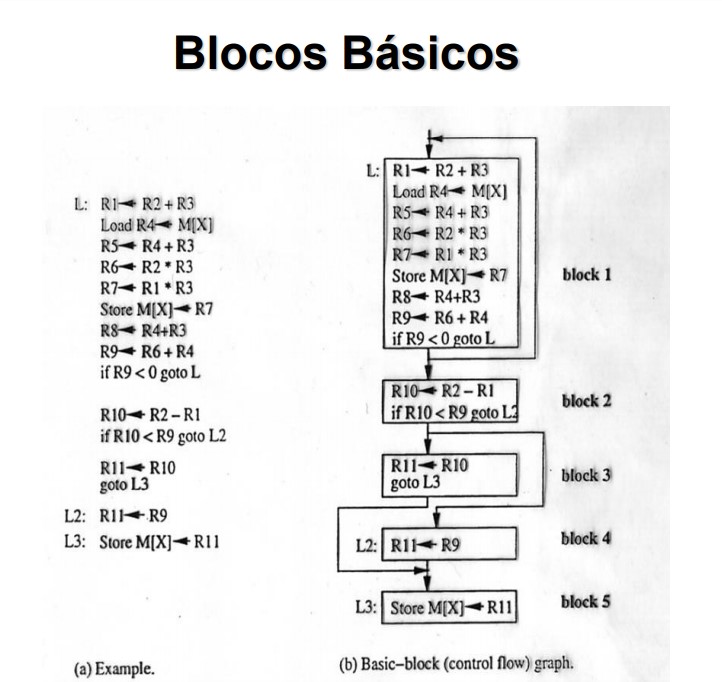 Blocos Básicos
L: R1← R2 + R3
Load R4← M[X]
R5← R4 + R3
R6← R2 * R3
R7← R1 * R3
Store M[X]← R7
R8← R4+R3
R9← R6 + R4
if R9 < 0 goto L
R10← R2 – R1
if R10 < R9 goto L2
R11← R10
goto L3
L2: R11← R9
L3: Store M[X]← R11
(a) Example.
L: R1← R2 + R3
Load R4← M[X]
R5← R4 + R3
R6← R2 * R3
R7← R1 * R3
Store M[X]← R7
R8← R4+R3
R9← R6 + R4
if R9 < 0 goto L
block 1
R10← R2 – R1
if R10 < R9 goto L2
block 2
R11← R10
goto L3
block 3
L2: R11← R9
block 4
L3: Store M[X]← R11
block 5
(b) Basic–block (control flow) graph.